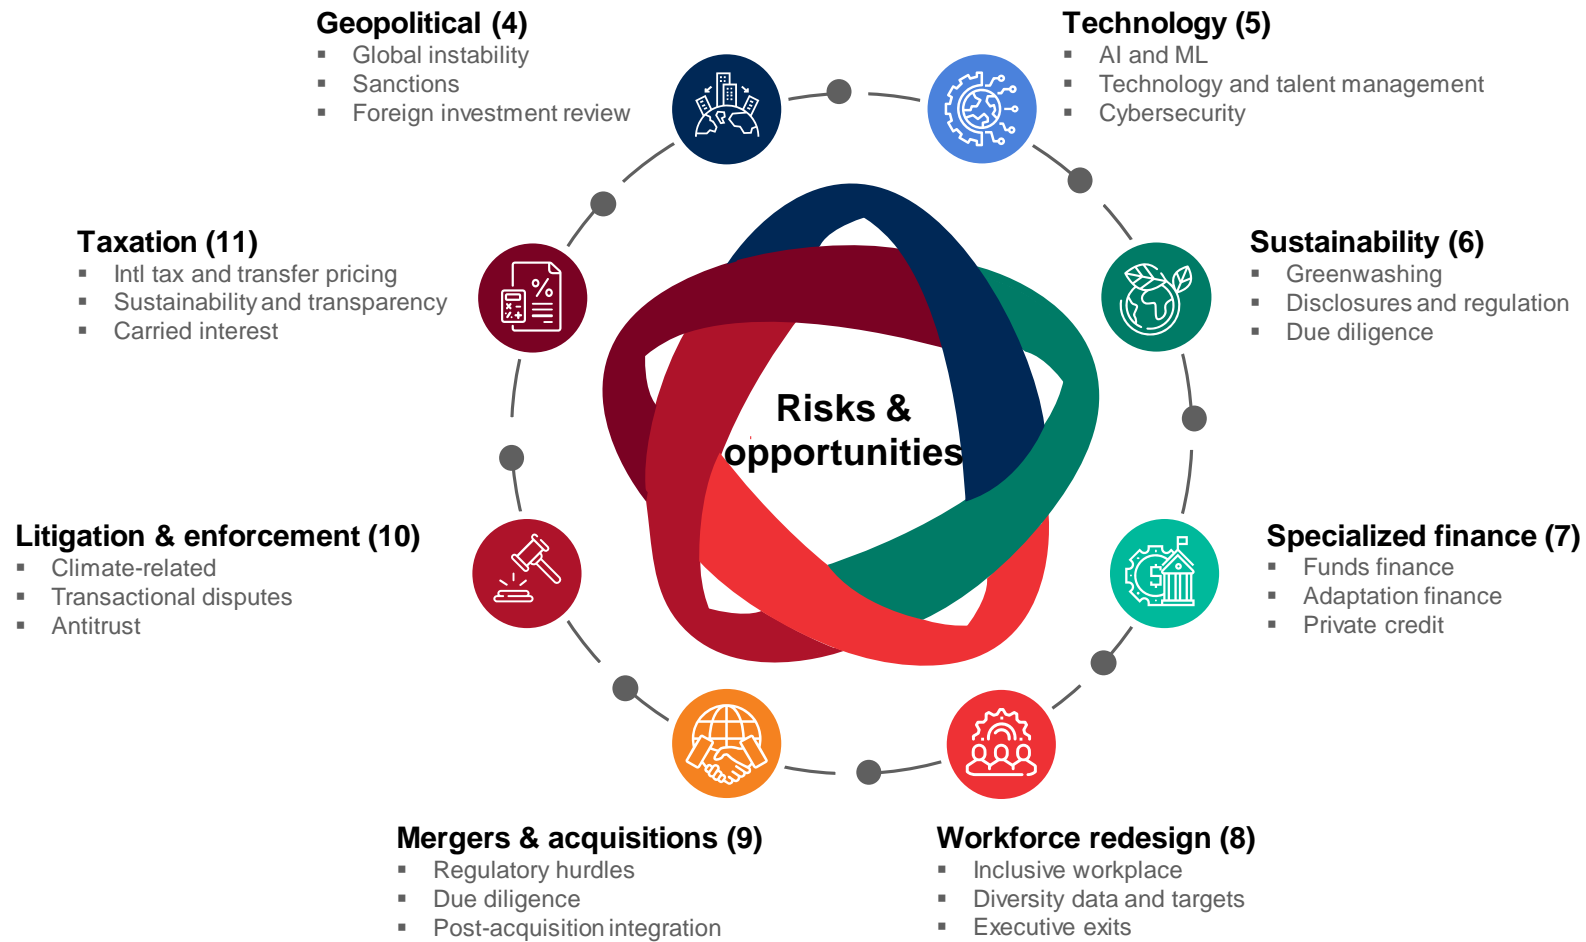 Geopolitical (4)
▪ Global instability
▪ Sanctions
▪ Foreign investment review
Technology (5)
▪ AI and ML
▪ Technology and talent management
▪ Cybersecurity
Taxation (11)
▪ Intl tax and transfer pricing
▪ Sustainability and transparency
▪ Carried interest
Sustainability (6)
▪ Greenwashing
▪ Disclosures and regulation
▪ Due diligence
Risks &
opportunities
Litigation & enforcement (10)
▪ Climate-related
▪ Transactional disputes
▪ Antitrust
Specialized finance (7)
▪ Funds finance
▪ Adaptation finance
▪ Private credit
Mergers & acquisitions (9)
▪ Regulatory hurdles
▪ Due diligence
▪ Post-acquisition integration
Workforce redesign (8)
▪ Inclusive workplace
▪ Diversity data and targets
▪ Executive exits